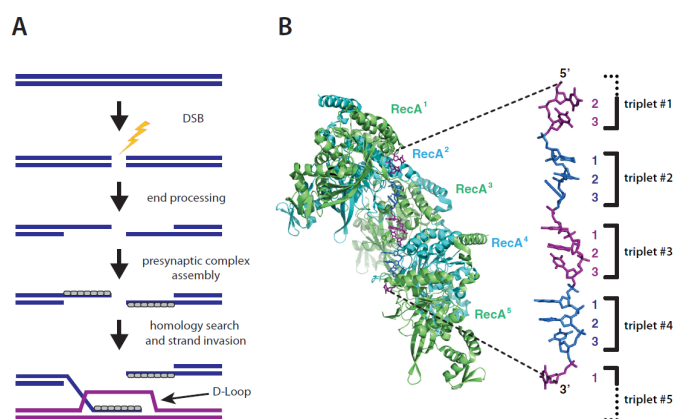 A
DSB
end processing
presynaptic complex
assembly
homology search
and strand invasion
D-Loop
B
RecA¹
RecA²
RecA³
RecA⁴
RecA⁵
5’
2
3
triplet #1
1
2
3
triplet #2
1
2
3
triplet #3
1
2
3
triplet #4
1
3’
triplet #5